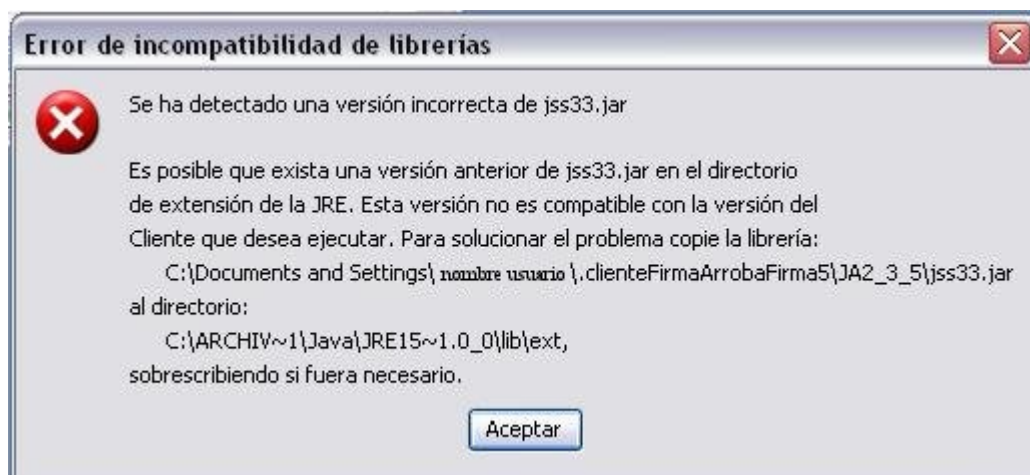 Error de incompatibilidad de librerías
Se ha detectado una versión incorrecta de jss33.jar
Es posible que exista una versión anterior de jss33.jar en el directorio
de extensión de la JRE. Esta versión no es compatible con la versión del
Cliente que desea ejecutar. Para solucionar el problema copie la librería:
C:\Documents and Settings\ nombre usuario \.clienteFirmaArrobaFirma5\JA2_3_5\jss33.jar
al directorio:
C:\ARCHIV~1\Java\JRE15~1.0_0\lib\ext,
sobrescribiendo si fuera necesario.
Aceptar